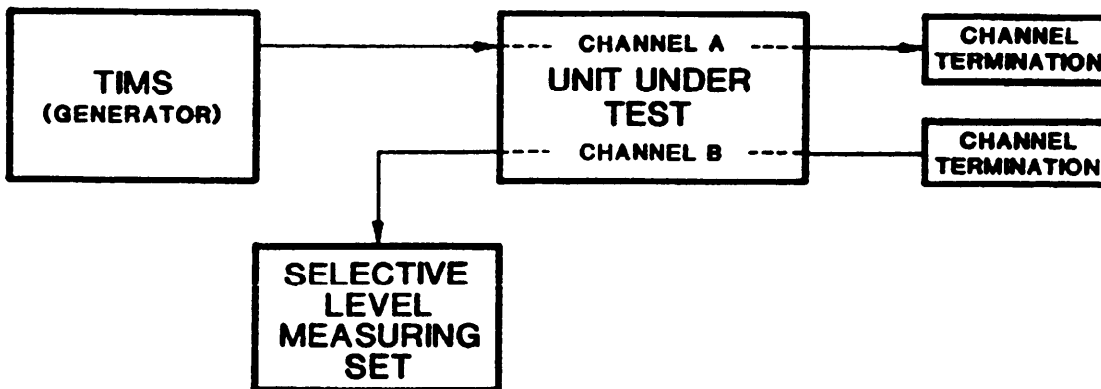 TIMS
(GENERATOR)
CHANNEL A
UNIT UNDER
TEST
CHANNEL B
CHANNEL
TERMINATION
CHANNEL
TERMINATION
SELECTIVE
LEVEL
MEASURING
SET